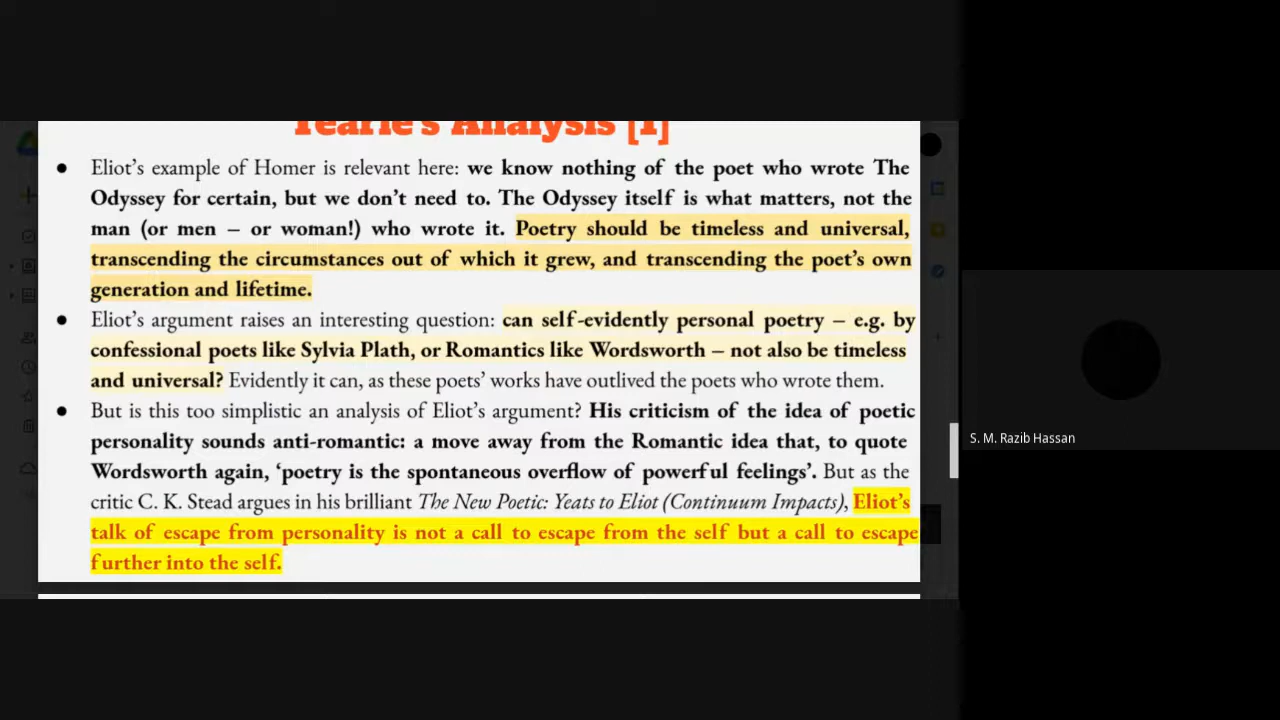 Tearle's Analysis [1]
● Eliot's example of Homer is relevant here: we know nothing of the poet who wrote The
Odyssey for certain, but we don't need to. The Odyssey itself is what matters, not the
man (or men – or woman!) who wrote it. Poetry should be timeless and universal,
transcending the circumstances out of which it grew, and transcending the poet's own
generation and lifetime.
● Eliot's argument raises an interesting question: can self-evidently personal poetry – e.g. by
confessional poets like Sylvia Plath, or Romantics like Wordsworth – not also be timeless
and universal? Evidently it can, as these poets' works have outlived the poets who wrote them.
● But is this too simplistic an analysis of Eliot's argument? His criticism of the idea of poetic
personality sounds anti-romantic: a move away from the Romantic idea that, to quote
Wordsworth again, 'poetry is the spontaneous overflow of powerful feelings'. But as the
critic C. K. Stead argues in his brilliant The New Poetic: Yeats to Eliot (Continuum Impacts), Eliot's
talk of escape from personality is not a call to escape from the self but a call to escape
further into the self.
S. M. Razib Hassan